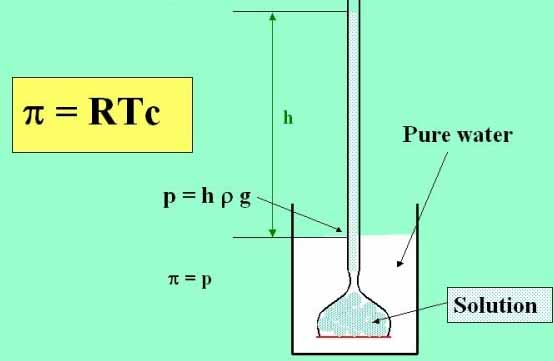 π = RTc
h
Pure water
p = h ρ g
π = p
Solution